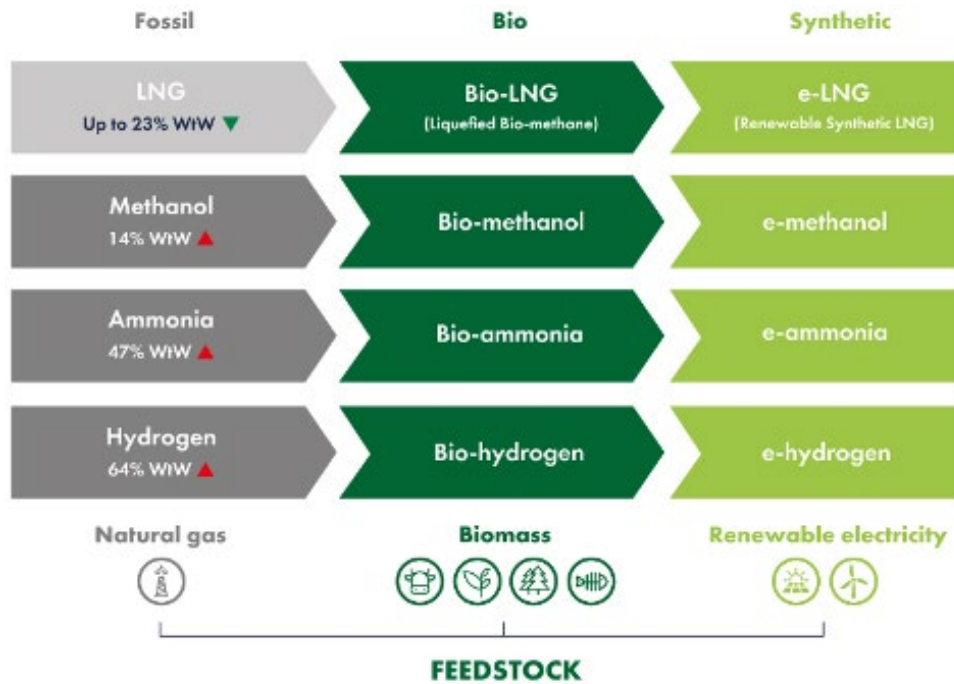 Fossil
Bio
Synthetic
LNG
Up to 23% WtW
Bio-LNG
(Liquefied Bio-methane)
e-LNG
(Renewable Synthetic LNG)
Methanol
14% WtW
Bio-methanol
e-methanol
Ammonia
47% WtW
Bio-ammonia
e-ammonia
Hydrogen
64% WtW
Bio-hydrogen
e-hydrogen
Natural gas
Biomass
Renewable electricity
FEEDSTOCK